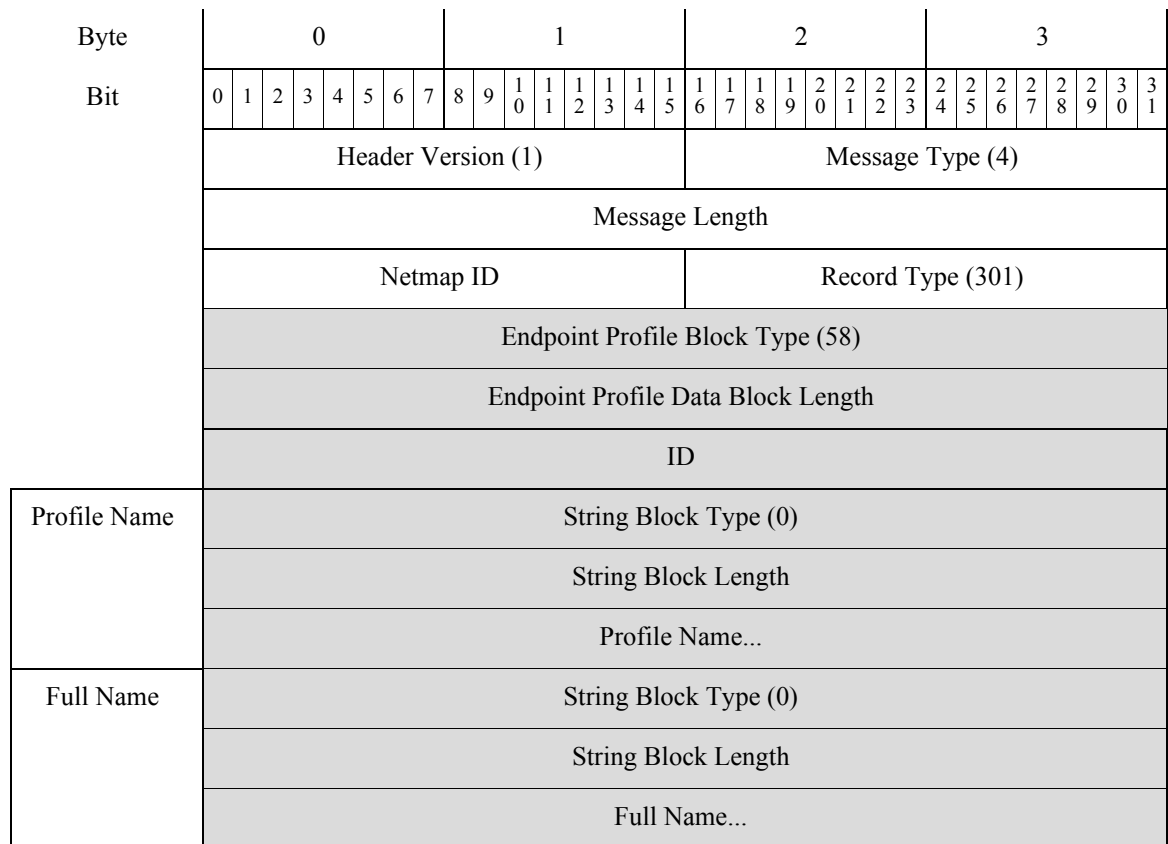 Byte 0 1 2 3
Bit 0 1 2 3 4 5 6 7 8 9 10 11 12 13 14 15 16 17 18 19 20 21 22 23 24 25 26 27 28 29 30 31
Header Version (1) Message Type (4)
Message Length
Netmap ID Record Type (301)
Endpoint Profile Block Type (58)
Endpoint Profile Data Block Length
ID
Profile Name String Block Type (0)
String Block Length
Profile Name...
Full Name String Block Type (0)
String Block Length
Full Name...